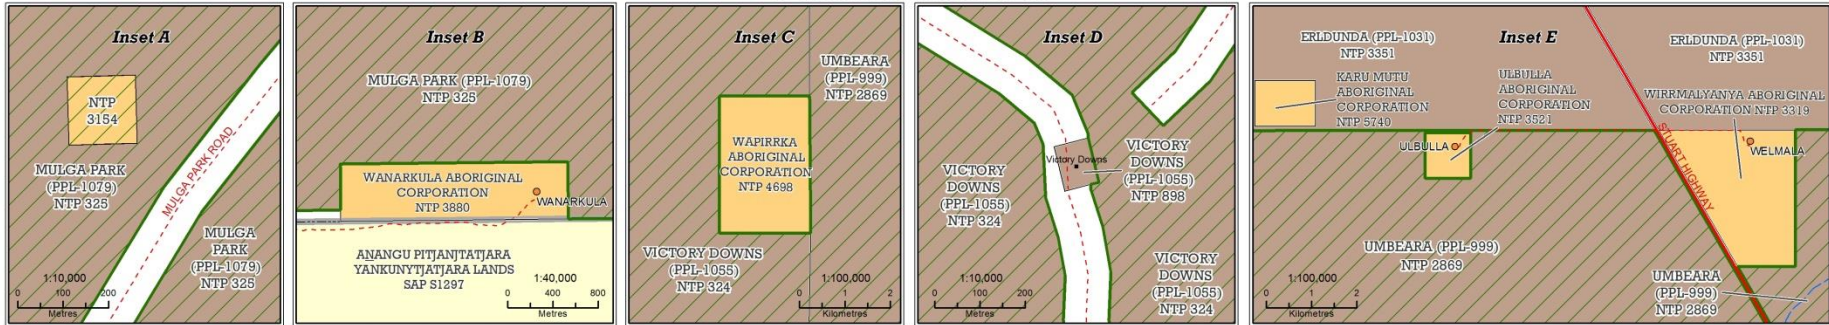 Inset A
NTP
3154
MULGA PARK
(PPL-1079)
NTP 325
MULGA PARK ROAD
MULGA
PARK
(PPL-1079)
NTP 325
1:10,000
0 100 200
Metres
Inset B
MULGA PARK (PPL-1079)
NTP 325
WANARKULA ABORIGINAL
CORPORATION
NTP 3880
WANARKULA
ANANGU PITJANJTATJARA
YANKUNYTJATJARA LANDS
SAP S1297
1:40,000
0 400 800
Metres
Inset C
UMBEARA
(PPL-999)
NTP 2869
WAPIRRKA
ABORIGINAL
CORPORATION
NTP 4698
VICTORY DOWNS
(PPL-1055)
NTP 324
1:100,000
0 1 2
Kilometres
Inset D
Victory Downs
VICTORY
DOWNS
(PPL-1055)
NTP 898
VICTORY
DOWNS
(PPL-1055)
NTP 324
VICTORY
DOWNS
(PPL-1055)
NTP 324
1:10,000
0 100 200
Metres
Inset E
ERLDUNDA (PPL-1031)
NTP 3351
ERLDUNDA (PPL-1031)
NTP 3351
KARU MUTU
ABORIGINAL
CORPORATION
NTP 5740
ULBULLA
ABORIGINAL
CORPORATION
NTP 3521
WIRRMALYANYA ABORIGINAL
CORPORATION NTP 3319
ULBULLA
WELMALA
STUART HIGHWAY
UMBEARA (PPL-999)
NTP 2869
UMBEARA
(PPL-999)
NTP 2869
1:100,000
0 1 2
Kilometres